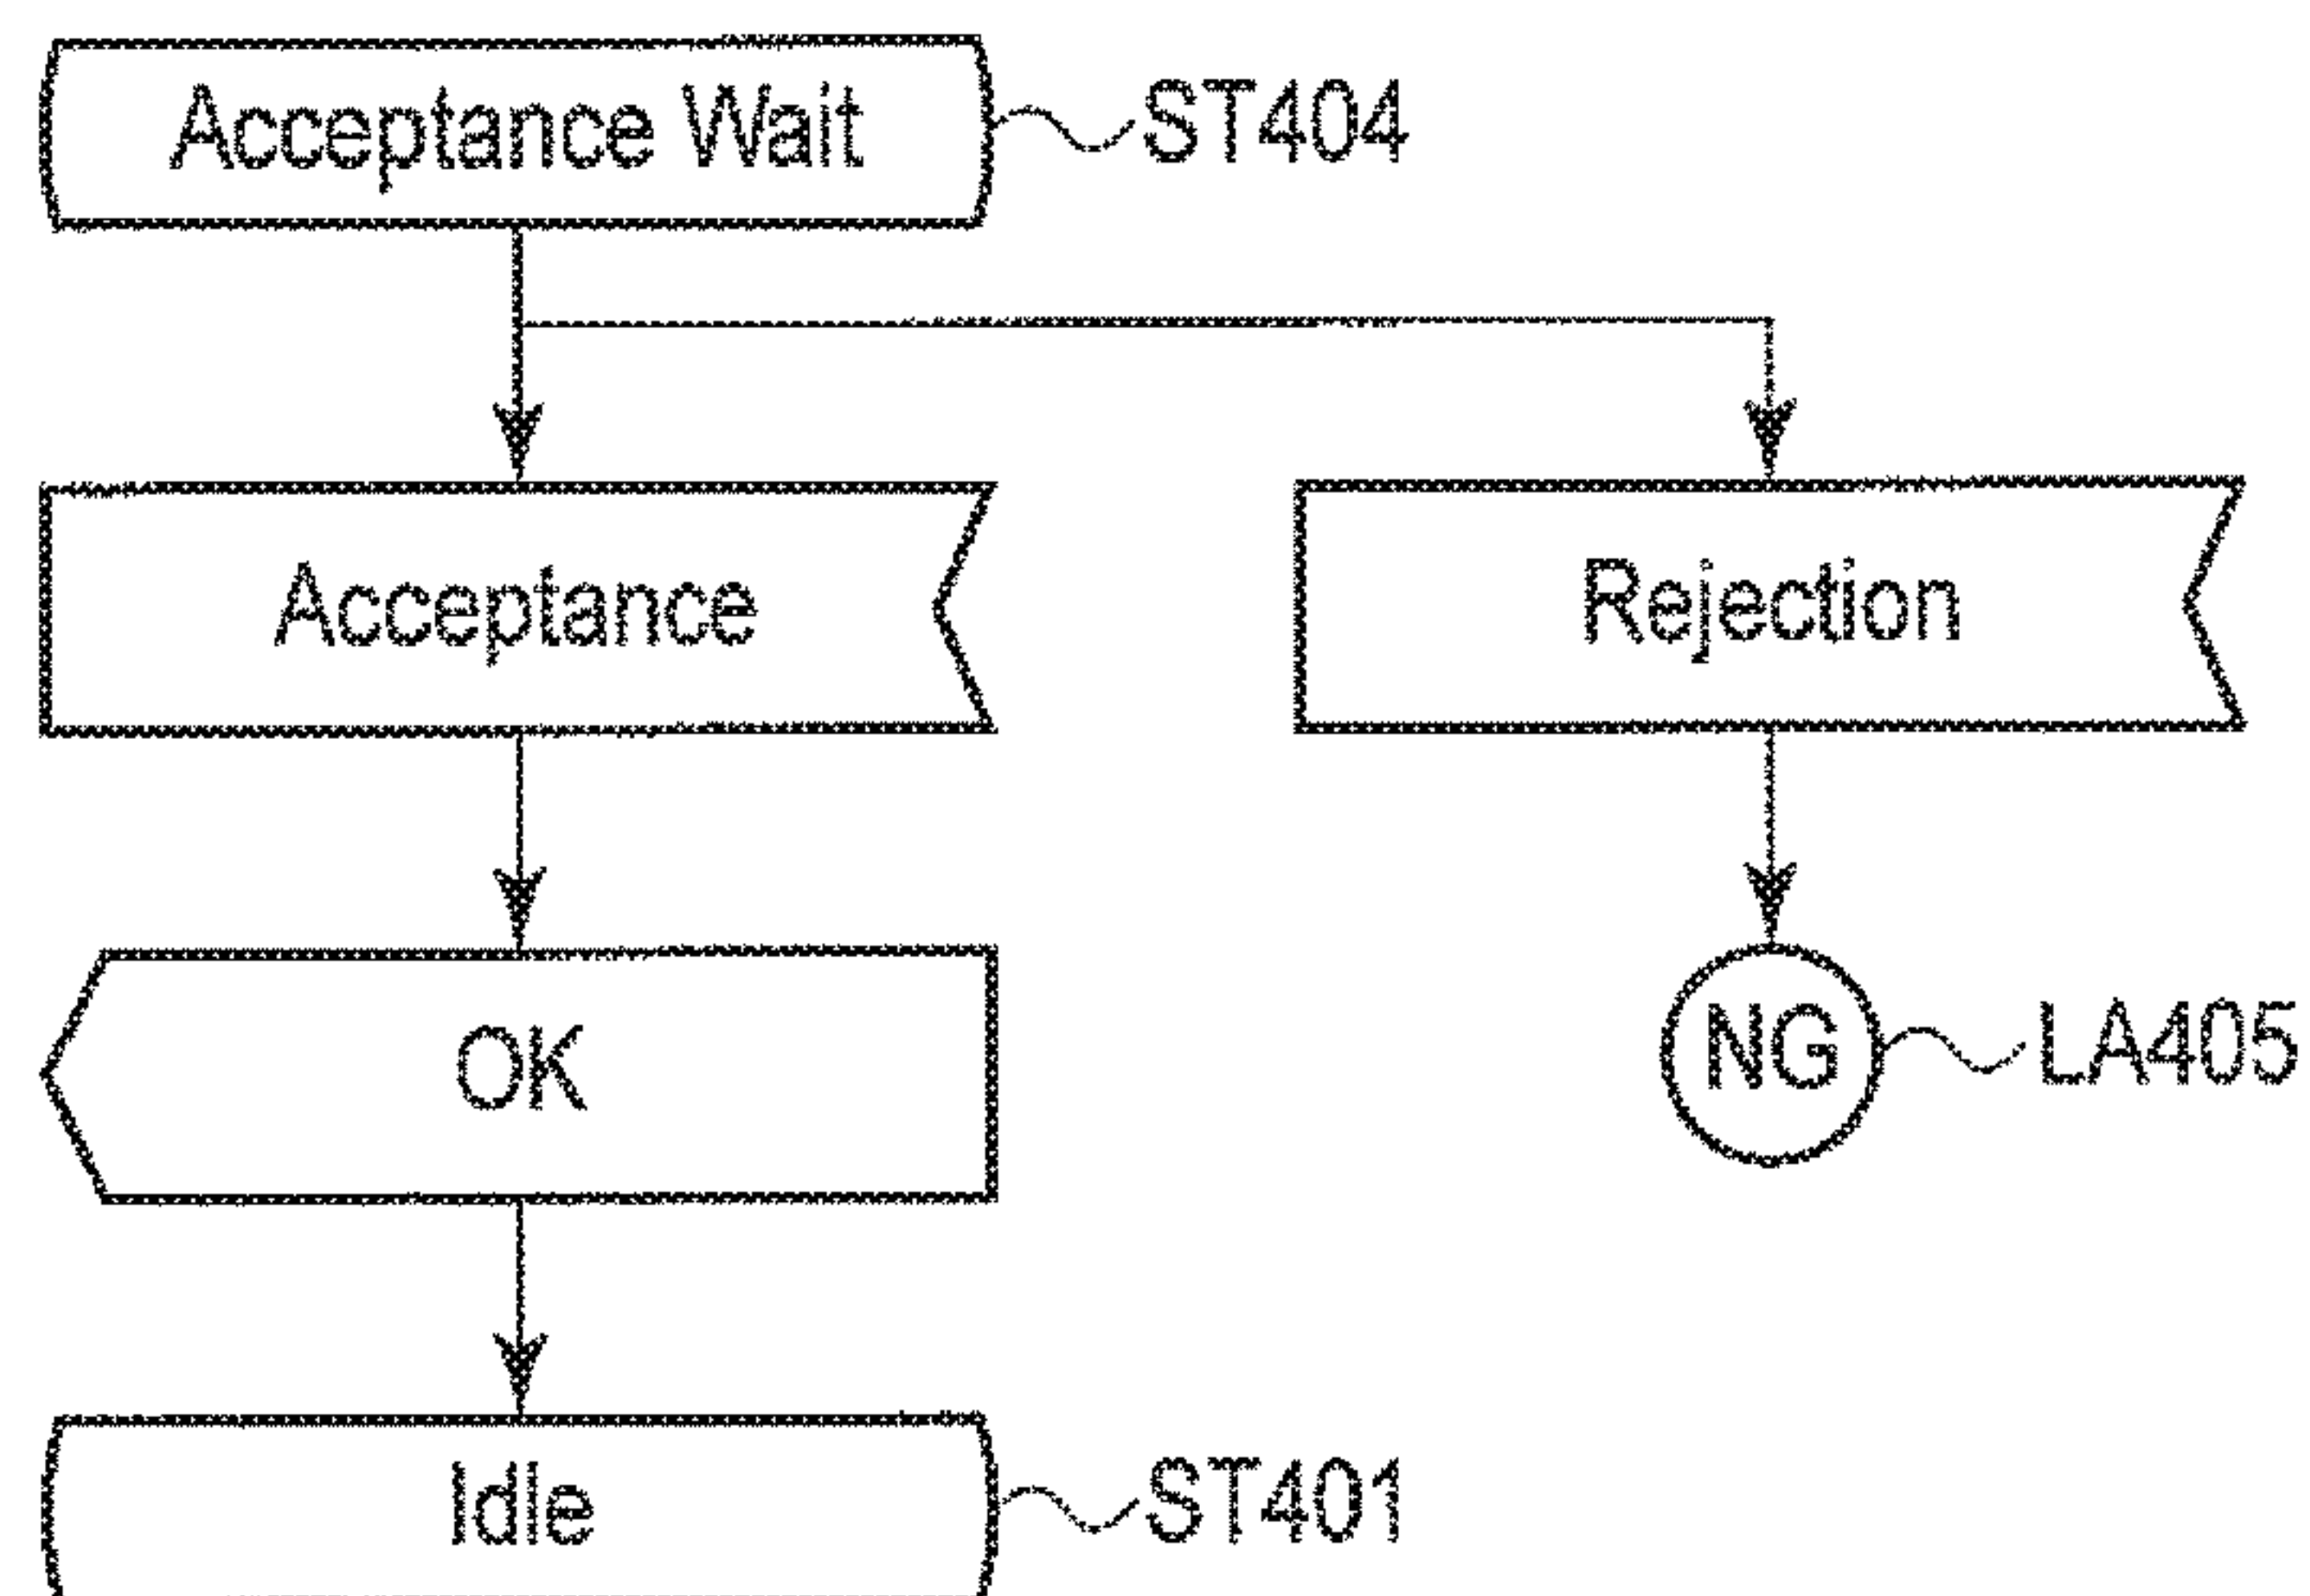 Acceptance Wait ST404
Acceptance
Rejection
OK
NG LA405
Idle ST401